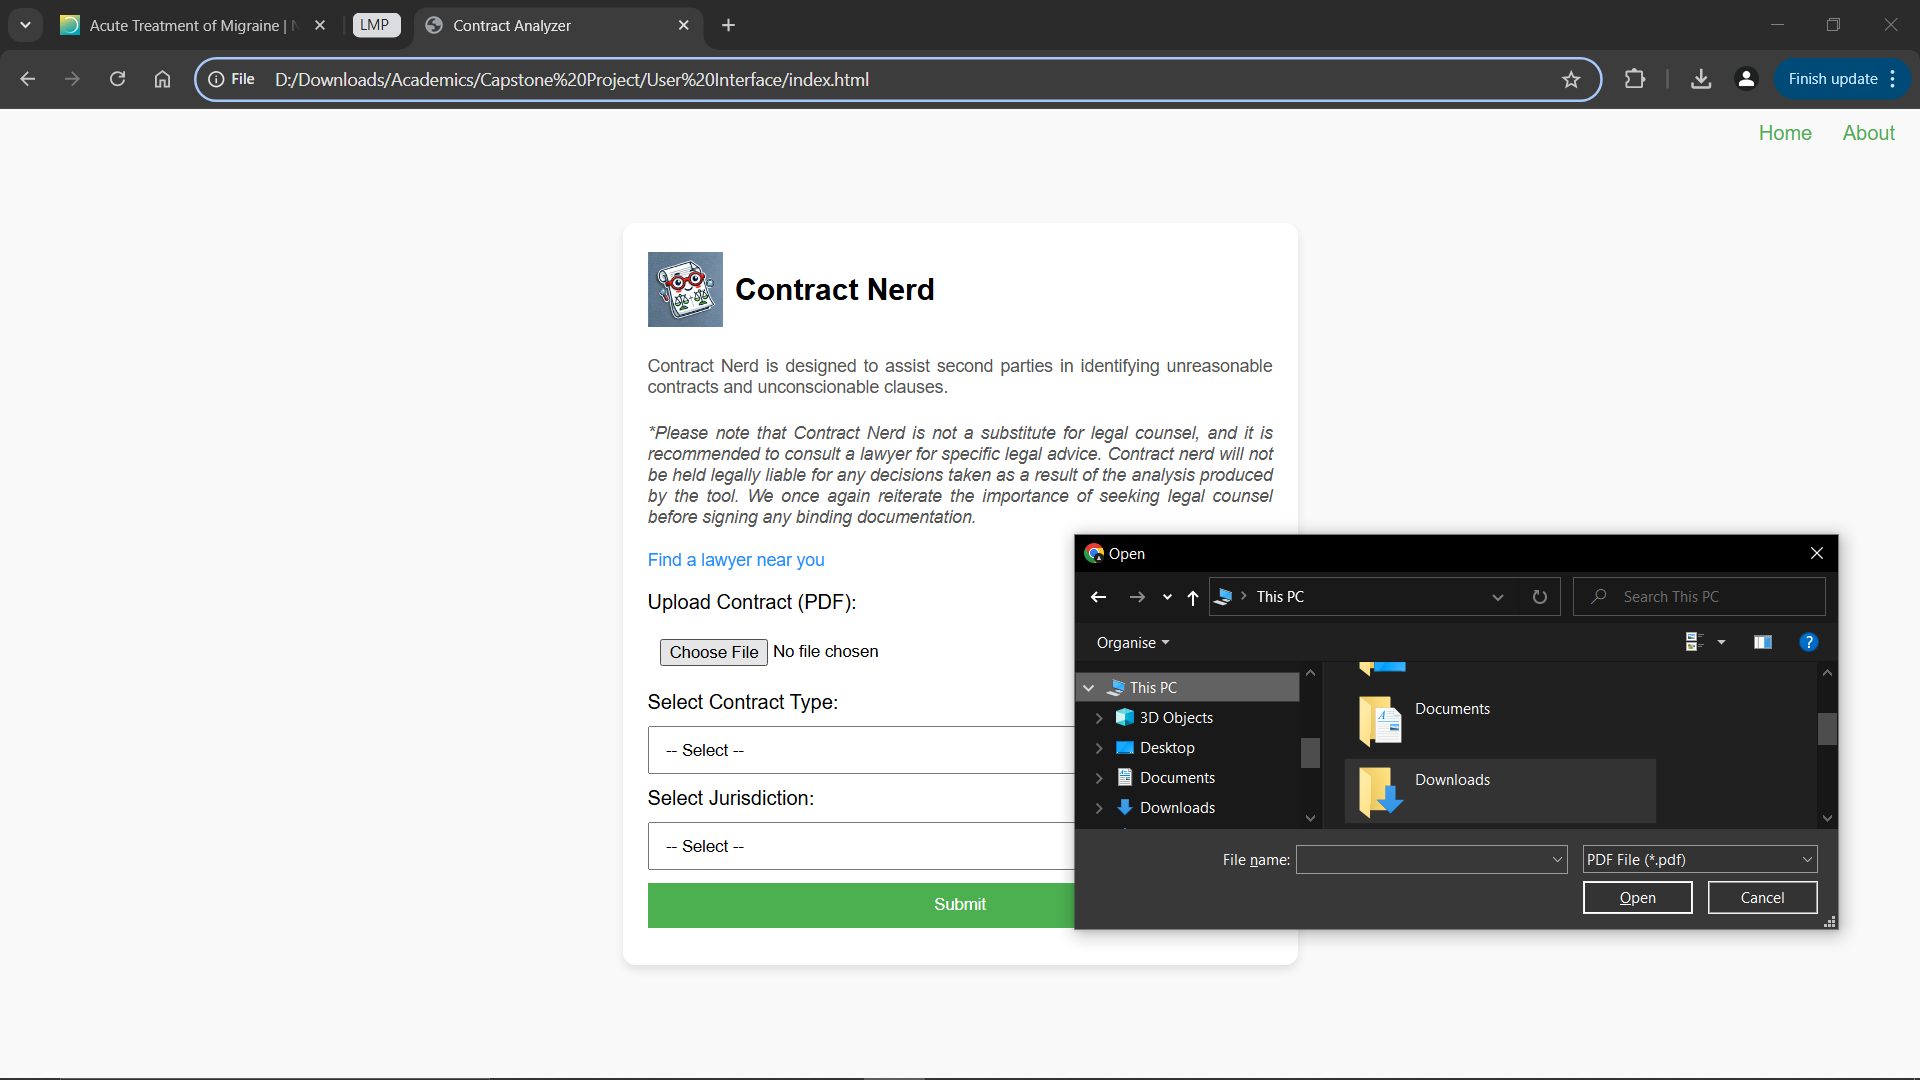 Acute Treatment of Migraine |
LMP
Contract Analyzer
File
D:/Downloads/Academics/Capstone%20Project/User%20Interface/index.html
Finish update
Home
About
Contract Nerd
Contract Nerd is designed to assist second parties in identifying unreasonable
contracts and unconscionable clauses.
*Please note that Contract Nerd is not a substitute for legal counsel, and it is
recommended to consult a lawyer for specific legal advice. Contract nerd will not
be held legally liable for any decisions taken as a result of the analysis produced
by the tool. We once again reiterate the importance of seeking legal counsel
before signing any binding documentation.
Find a lawyer near you
Upload Contract (PDF):
Choose File No file chosen
Select Contract Type:
-- Select --
Select Jurisdiction:
-- Select --
Submit
Open
This PC
Search This PC
Organise
This PC
3D Objects
Desktop
Documents
Downloads
Documents
Downloads
File name:
PDF File (*.pdf)
Open
Cancel